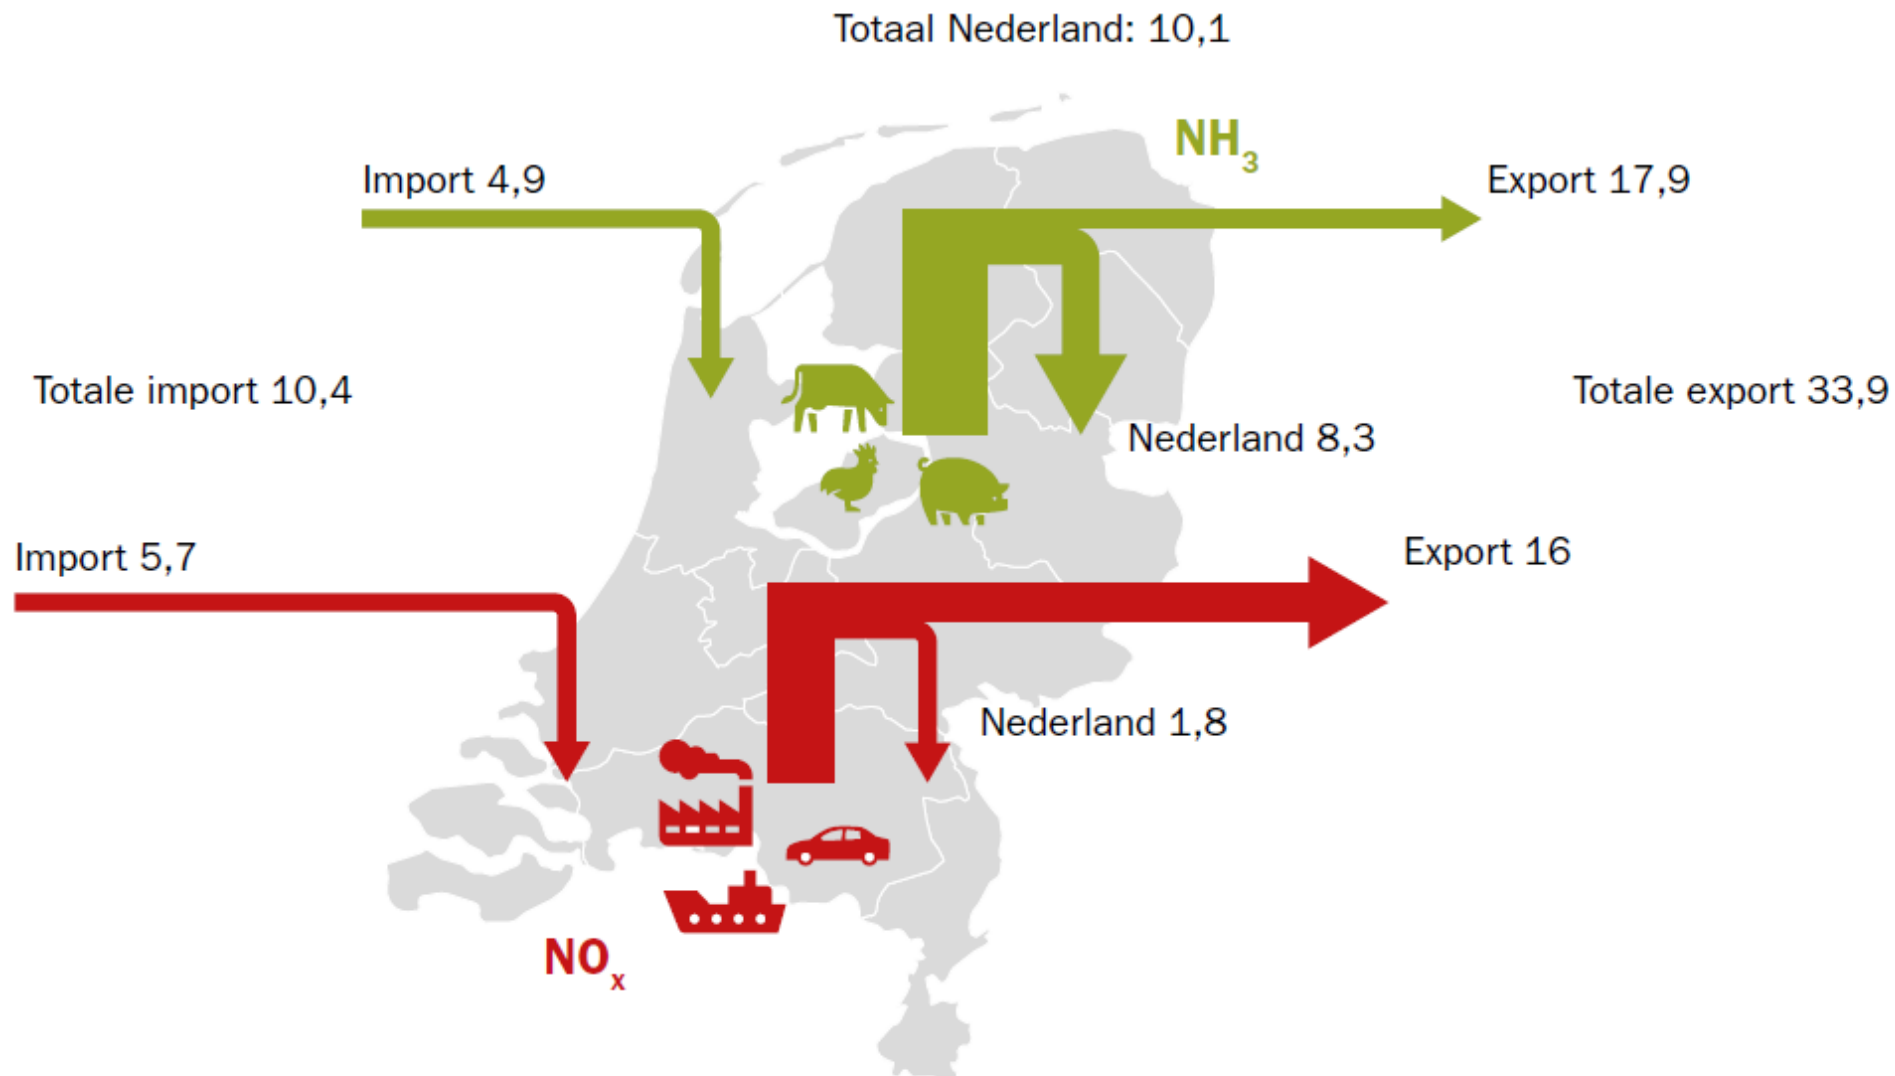 Totaal Nederland: 10,1
NH3
Import 4,9
Export 17,9
Totale import 10,4
Totale export 33,9
Nederland 8,3
Import 5,7
Export 16
Nederland 1,8
NOx